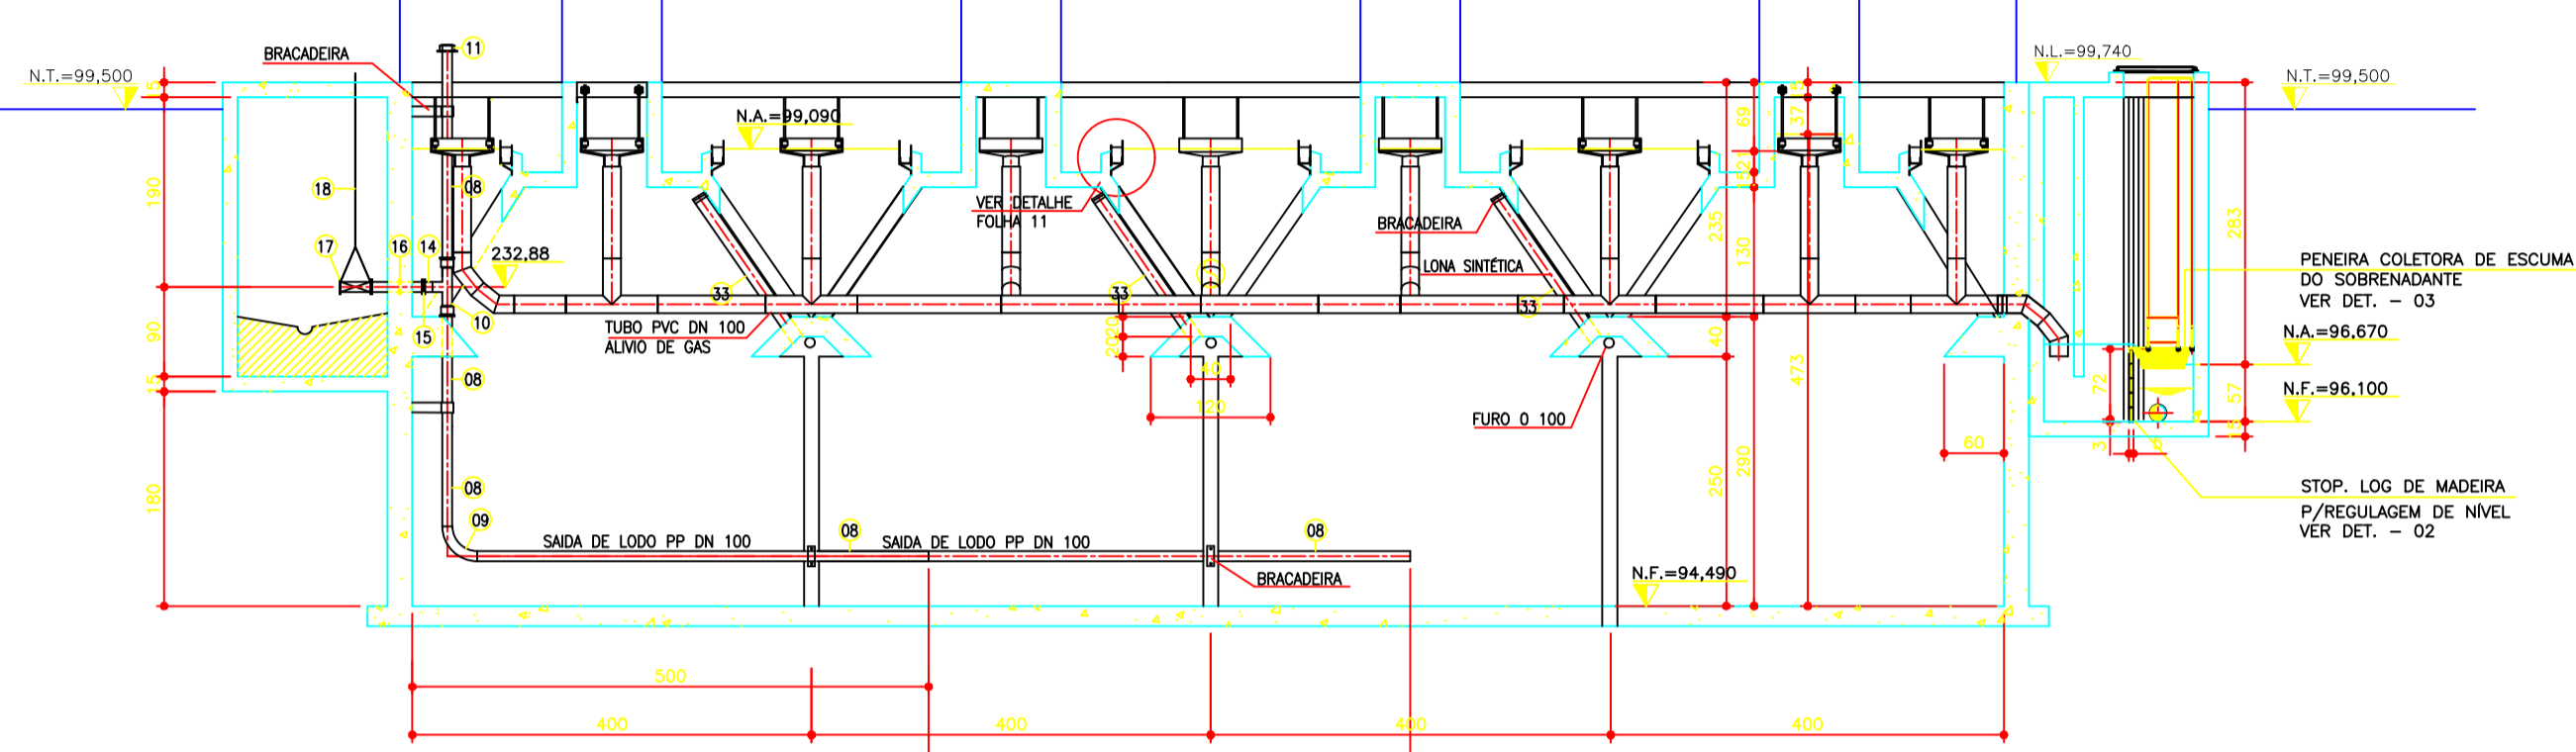 BRACADEIRA
11
N.T.=99,500
N.L.=99,740
N.T.=99,500
15
N.A.=99,090
69
37
15
21
15
08
18
190
VER DETALHE
FOLHA 11
BRACADEIRA
235
130
283
17
16
14
232,88
LONA SINTÉTICA
PENEIRA COLETORA DE ESCUMA
DO SOBRENADANTE
VER DET. – 03
33
33
33
10
15
90
TUBO PVC DN 100
ALIVIO DE GAS
20
20
40
N.A.=96,670
40
473
15
08
72
57
N.F.=96,100
120
FURO O 100
15
3
60
08
180
250
290
STOP. LOG DE MADEIRA
P/REGULAGEM DE NÍVEL
VER DET. – 02
09
SAIDA DE LODO PP DN 100
08
SAIDA DE LODO PP DN 100
08
BRACADEIRA
N.F.=94,490
500
400
400
400
400